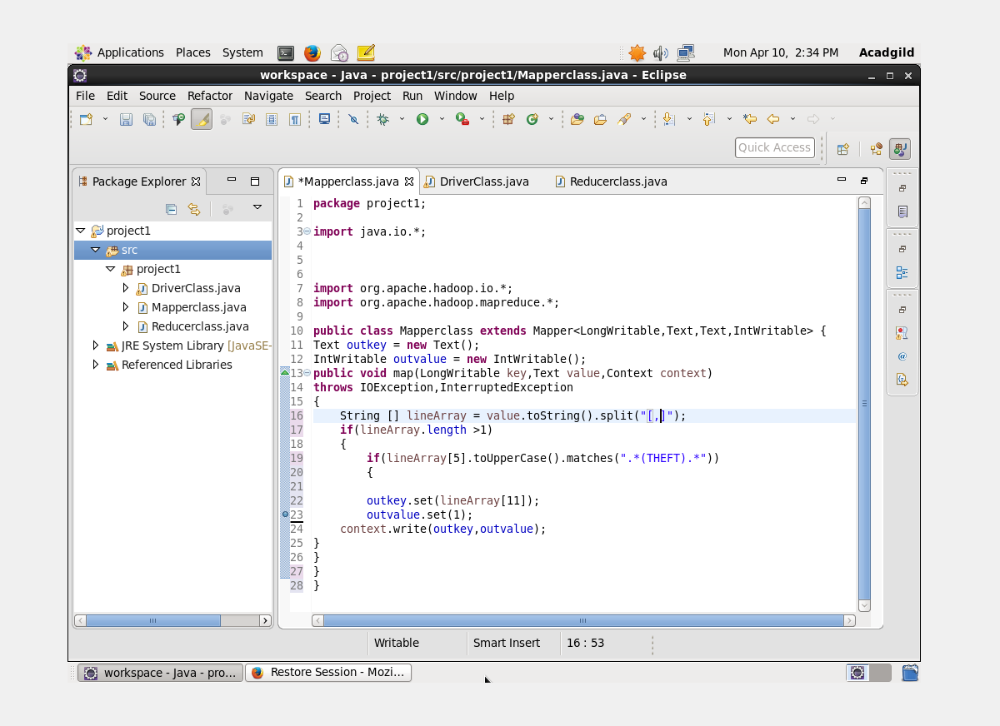 Applications Places System
Mon Apr 10, 2:34 PM Acadgild
workspace - Java - project1/src/project1/Mapperclass.java - Eclipse
File Edit Source Refactor Navigate Search Project Run Window Help
Quick Access
Package Explorer
*Mapperclass.java DriverClass.java Reducerclass.java
project1
src
project1
DriverClass.java
Mapperclass.java
Reducerclass.java
JRE System Library [JavaSE-
Referenced Libraries
1 package project1;
2
3 import java.io.*;
4
5
6
7 import org.apache.hadoop.io.*;
8 import org.apache.hadoop.mapreduce.*;
9
10 public class Mapperclass extends Mapper<LongWritable,Text,Text,IntWritable> {
11 Text outkey = new Text();
12 IntWritable outvalue = new IntWritable();
13 public void map(LongWritable key,Text value,Context context)
14 throws IOException,InterruptedException
15 {
16 String [] lineArray = value.toString().split("[,]");
17 if(lineArray.length >1)
18 {
19 if(lineArray[5].toUpperCase().matches(".*(THEFT).*"))
20 {
21
22 outkey.set(lineArray[11]);
23 outvalue.set(1);
24 context.write(outkey,outvalue);
25 }
26 }
27 }
28 }
Writable Smart Insert 16 : 53
workspace - Java - pro... Restore Session - Mozi...